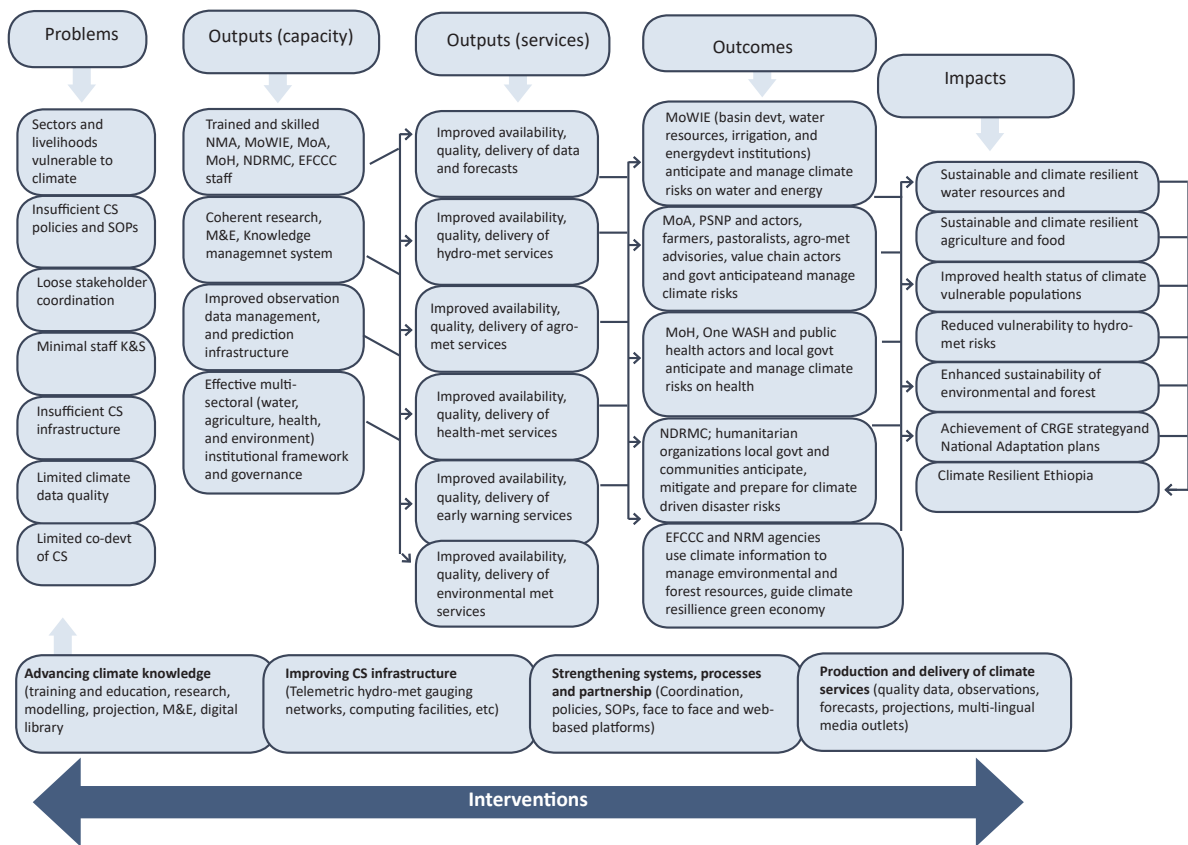 Problems
Sectors and
livelihoods
vulnerable to
climate
Insufficient CS
policies and SOPs
Loose stakeholder
coordination
Minimal staff K&S
Insufficient CS
infrastructure
Limited climate
data quality
Limited co-devt
of CS
Outputs (capacity)
Trained and skilled
NMA, MoWIE, MoA,
MoH, NDRMC, EFCCC
staff
Coherent research,
M&E, Knowledge
managemnet system
Improved observation
data management,
and prediction
infrastructure
Effective multi-
sectoral (water,
agriculture, health,
and environment)
institutional framework
and governance
Outputs (services)
Improved availability,
quality, delivery of data
and forecasts
Improved availability,
quality, delivery of
hydro-met services
Improved availability,
quality, delivery of agro-
met services
Improved availability,
quality, delivery of
health-met services
Improved availability,
quality, delivery of
early warning services
Improved availability,
quality, delivery of
environmental met
services
Outcomes
MoWIE (basin devt, water
resources, irrigation, and
energydevt institutions)
anticipate and manage climate
risks on water and energy
MoA, PSNP and actors,
farmers, pastoralists, agro-met
advisories, value chain actors
and govt anticipateand manage
climate risks
MoH, One WASH and public
health actors and local govt
anticipate and manage climate
risks on health
NDRMC; humanitarian
organizations local govt and
communities anticipate,
mitigate and prepare for climate
driven disaster risks
EFCCC and NRM agencies
use climate information to
manage emvironmental and
forest resources, guide climate
resillience green economy
Impacts
Sustainable and climate resilient
water resources and
Sustainable and climate resilient
agriculture and food
Improved health status of climate
vulnerable populations
Reduced vulnerability to hydro-
met risks
Enhanced sustainability of
environmental and forest
Achievement of CRGE strategyand
National Adaptation plans
Climate Resilient Ethiopia
Advancing climate knowledge
(training and education, research,
modelling, projection, M&E, digital
library
Improving CS infrastructure
(Telemetric hydro-met gauging
networks, computing facilities, etc)
Strengthening systems, processes
and partnership (Coordination,
policies, SOPs, face to face and web-
based platforms)
Production and delivery of climate
services (quality data, observations,
forecasts, projections, multi-lingual
media outlets)
Interventions